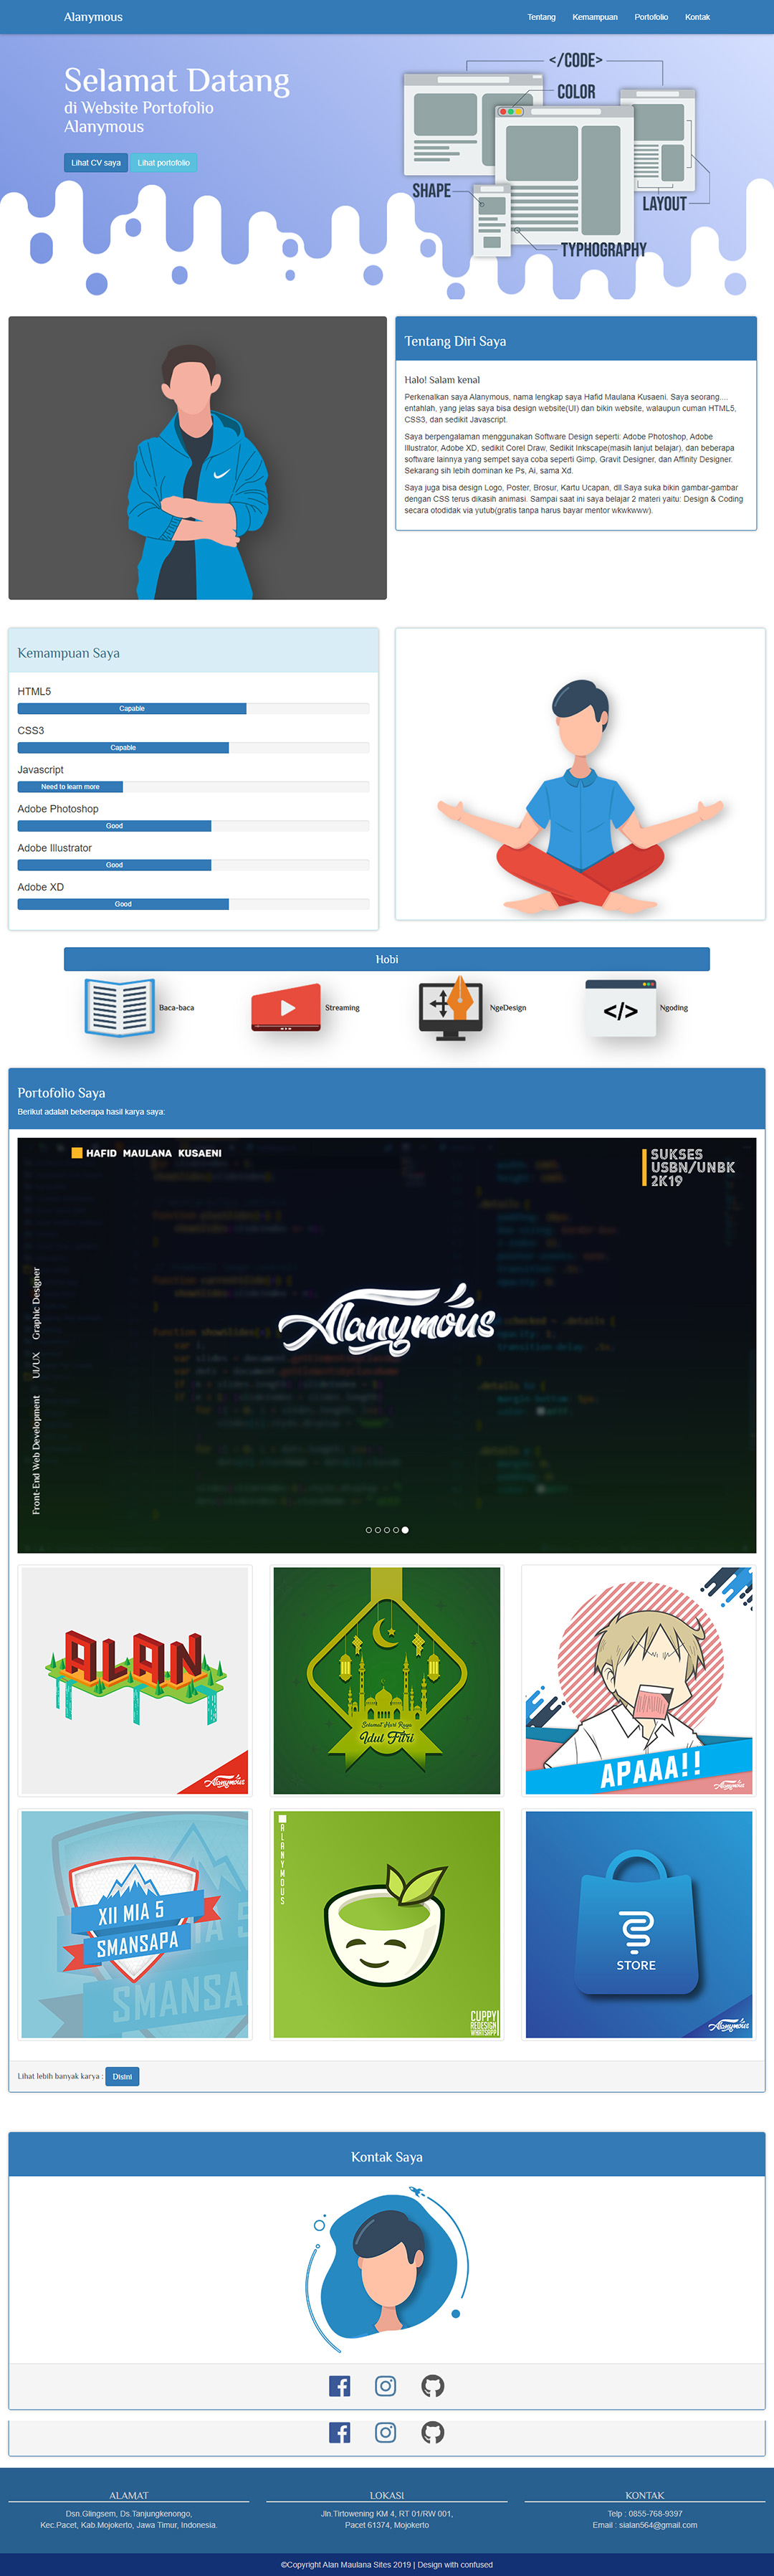 Alanymous
Tentang Kemampuan Portofolio Kontak
Selamat Datang
di Website Portofolio
Alanymous
Lihat CV saya Lihat portofolio
</CODE>
COLOR
SHAPE
LAYOUT
TYPHOGRAPHY
Tentang Diri Saya
Halo! Salam kenal
Perkenalkan saya Alanymous, nama lengkap saya Hafid Maulana Kusaeni. Saya seorang....
entahlah, yang jelas saya bisa design website(UI) dan bikin website, walaupun cuman HTML5,
CSS3, dan sedikit Javascript.
Saya berpengalaman menggunakan Software Design seperti: Adobe Photoshop, Adobe
Illustrator, Adobe XD, sedikit Corel Draw, Sedikit Inkscape(masih lanjut belajar), dan beberapa
software lainnya yang sempet saya coba seperti Gimp, Gravit Designer, dan Affinity Designer.
Sekarang sih lebih dominan ke Ps, Ai, sama Xd.
Saya juga bisa design Logo, Poster, Brosur, Kartu Ucapan, dll.Saya suka bikin gambar-gambar
dengan CSS terus dikasih animasi. Sampai saat ini saya belajar 2 materi yaitu: Design & Coding
secara otodidak via yutub(gratis tanpa harus bayar mentor wkwkwww).
Kemampuan Saya
HTML5
Capable
CSS3
Capable
Javascript
Need to learn more
Adobe Photoshop
Good
Adobe Illustrator
Good
Adobe XD
Good
Hobi
Baca-baca
Streaming
NgeDesign
Ngoding
Portofolio Saya
Berikut adalah beberapa hasil karya saya:
HAFID MAULANA KUSAENI
SUKSES
USBN/UNBK
2K19
Front-End Web Development UI/UX Graphic Designer
Alanymous
ALAN
Alanymous
Selamat Hari Raya
Idul Fitri
APAAA!!
Alanymous
XII MIA 5
SMANSAPA
ALANYMOUS
CUPPY
REDESIGN
WHATSAPP
STORE
Alanymous
Lihat lebih banyak karya : Disini
Kontak Saya
ALAMAT
Dsn.Glingsem, Ds.Tanjungkenongo,
Kec.Pacet, Kab.Mojokerto, Jawa Timur, Indonesia.
LOKASI
Jln.Tirtowening KM 4, RT 01/RW 001,
Pacet 61374, Mojokerto
KONTAK
Telp : 0855-768-9397
Email : sialan564@gmail.com
©Copyright Alan Maulana Sites 2019 | Design with confused